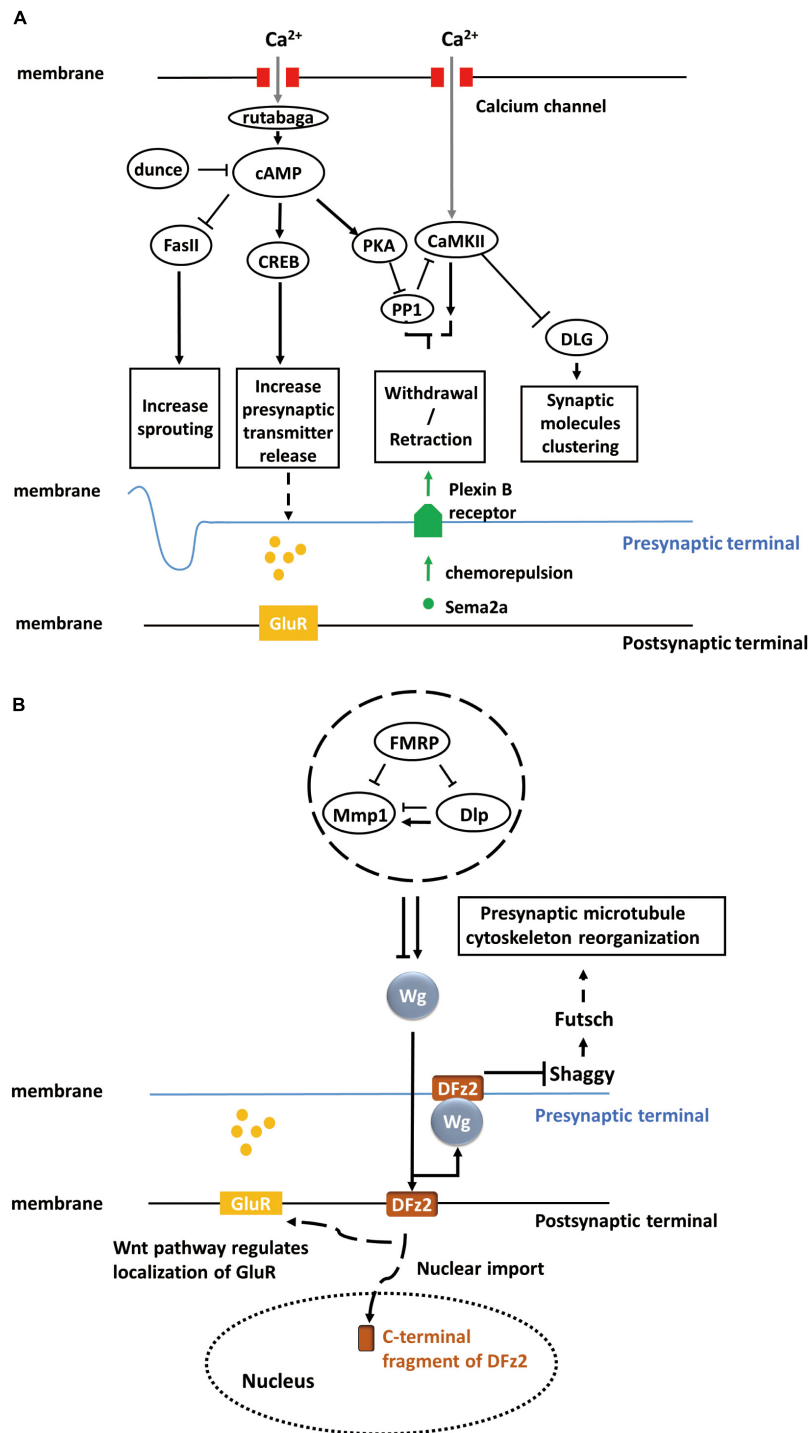 A
Ca²⁺
Ca²⁺
membrane
Calcium channel
rutabaga
dunce
cAMP
FasII
CREB
PKA
CaMKII
PP1
DLG
Increase
sprouting
Increase
presynaptic
transmitter
release
Withdrawal
/
Retraction
Synaptic
molecules
clustering
membrane
Plexin B
receptor
Presynaptic terminal
chemorepulsion
Sema2a
membrane
GluR
Postsynaptic terminal
B
FMRP
Mmp1
Dlp
Presynaptic microtubule
cytoskeleton reorganization
Wg
Futsch
Shaggy
membrane
DFz2
Presynaptic terminal
Wg
membrane
GluR
DFz2
Postsynaptic terminal
Wnt pathway regulates
localization of GluR
Nuclear import
C-terminal
fragment of DFz2
Nucleus